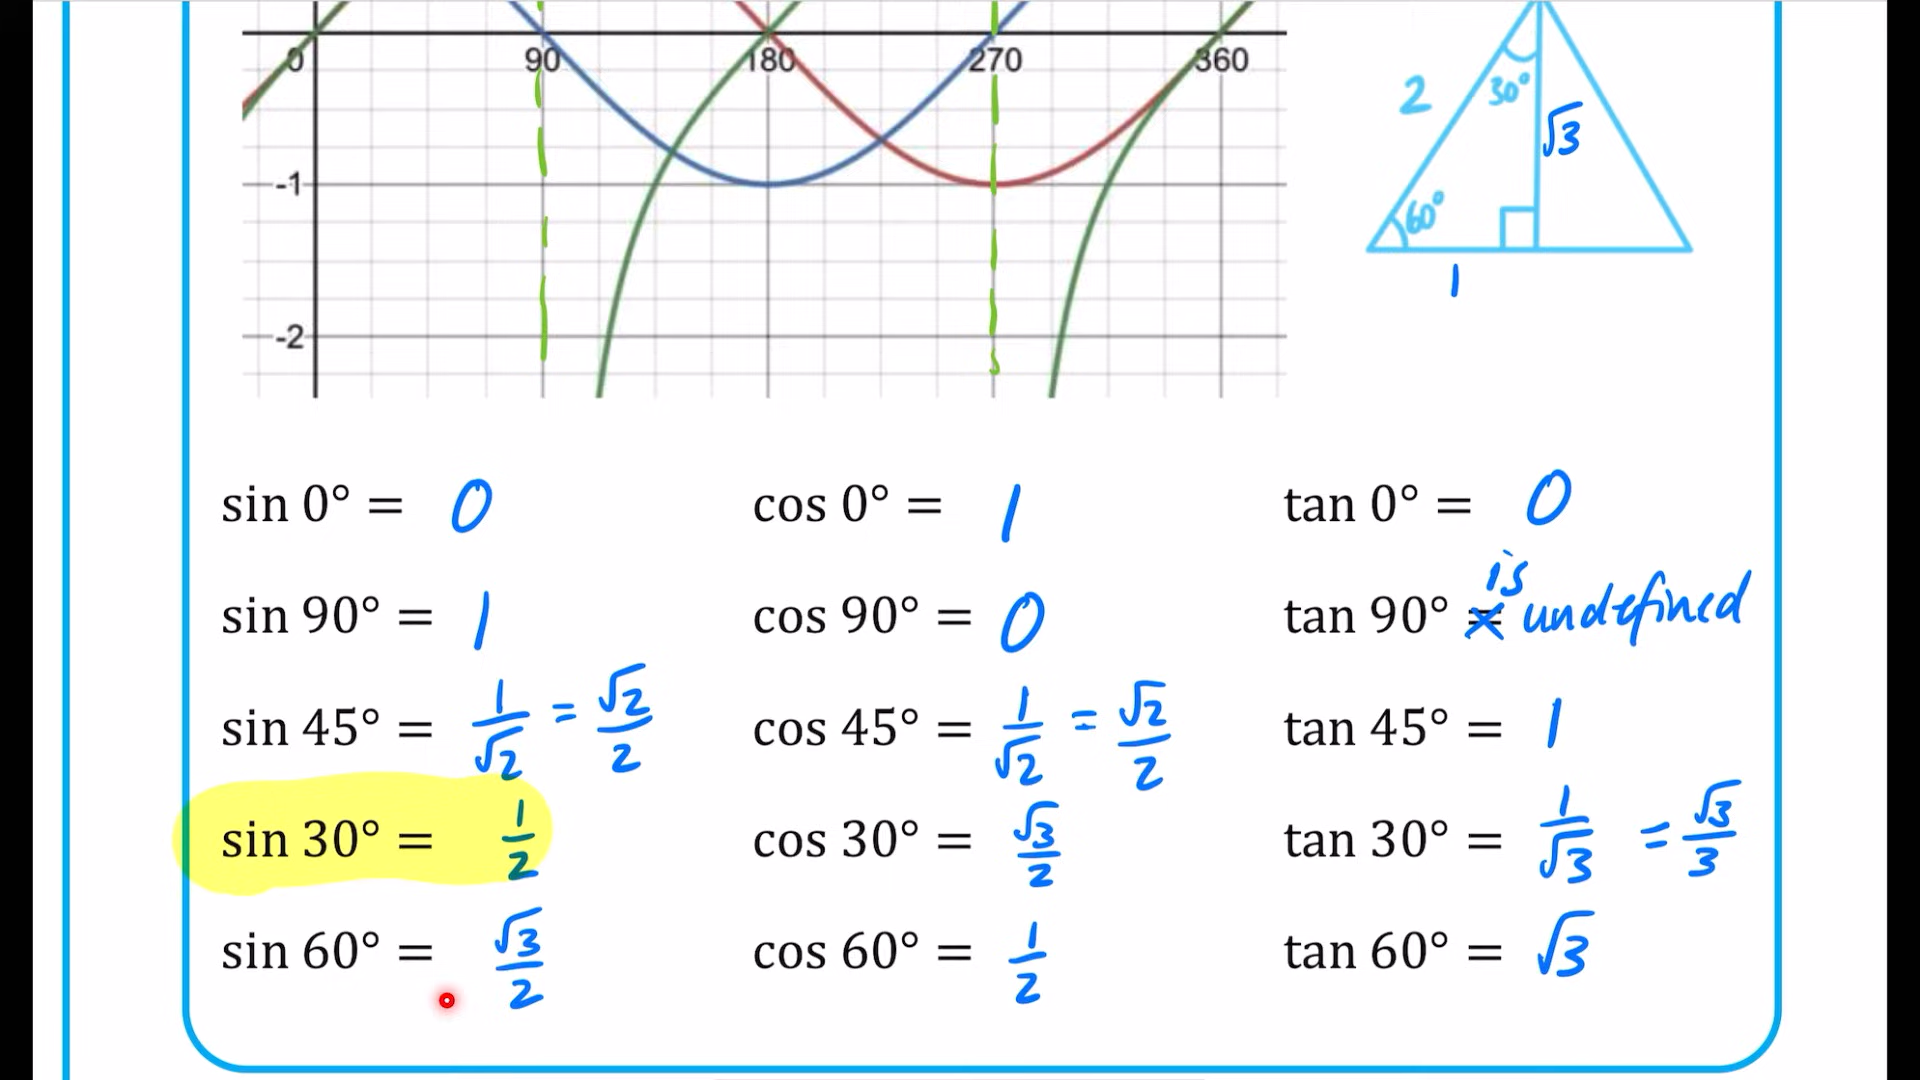 0 90 180 270 360
-1
-2
2 30° √3
60°
1
sin 0° = 0 cos 0° = 1 tan 0° = 0
sin 90° = 1 cos 90° = 0 tan 90° = is undefined
sin 45° = 1/√2 = √2/2 cos 45° = 1/√2 = √2/2 tan 45° = 1
sin 30° = 1/2 cos 30° = √3/2 tan 30° = 1/√3 = √3/3
sin 60° = √3/2 cos 60° = 1/2 tan 60° = √3